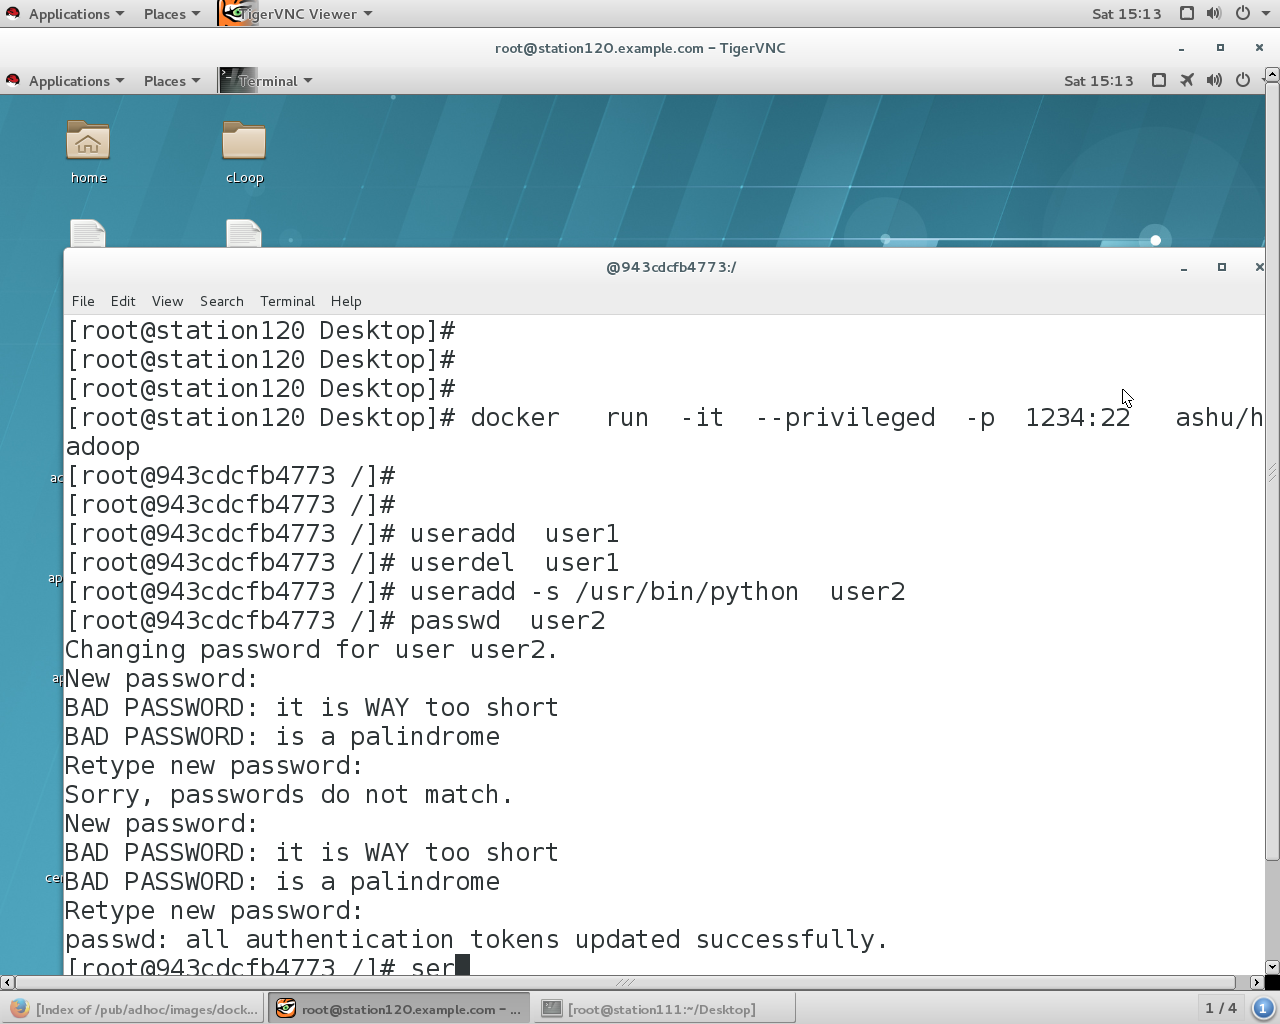 Applications Places TigerVNC Viewer Sat 15:13
root@station120.example.com - TigerVNC
Applications Places Terminal Sat 15:13
home cLoop
@943cdcfb4773:/
File Edit View Search Terminal Help
[root@station120 Desktop]#
[root@station120 Desktop]#
[root@station120 Desktop]#
[root@station120 Desktop]# docker   run  -it  --privileged  -p  1234:22   ashu/h
adoop
[root@943cdcfb4773 /]#
[root@943cdcfb4773 /]#
[root@943cdcfb4773 /]# useradd  user1
[root@943cdcfb4773 /]# userdel  user1
[root@943cdcfb4773 /]# useradd -s /usr/bin/python  user2
[root@943cdcfb4773 /]# passwd  user2
Changing password for user user2.
New password:
BAD PASSWORD: it is WAY too short
BAD PASSWORD: is a palindrome
Retype new password:
Sorry, passwords do not match.
New password:
BAD PASSWORD: it is WAY too short
BAD PASSWORD: is a palindrome
Retype new password:
passwd: all authentication tokens updated successfully.
[root@943cdcfb4773 /]# ser
[Index of /pub/adhoc/images/dock... root@station120.example.com - ... [root@station111:~/Desktop] 1 / 4 1